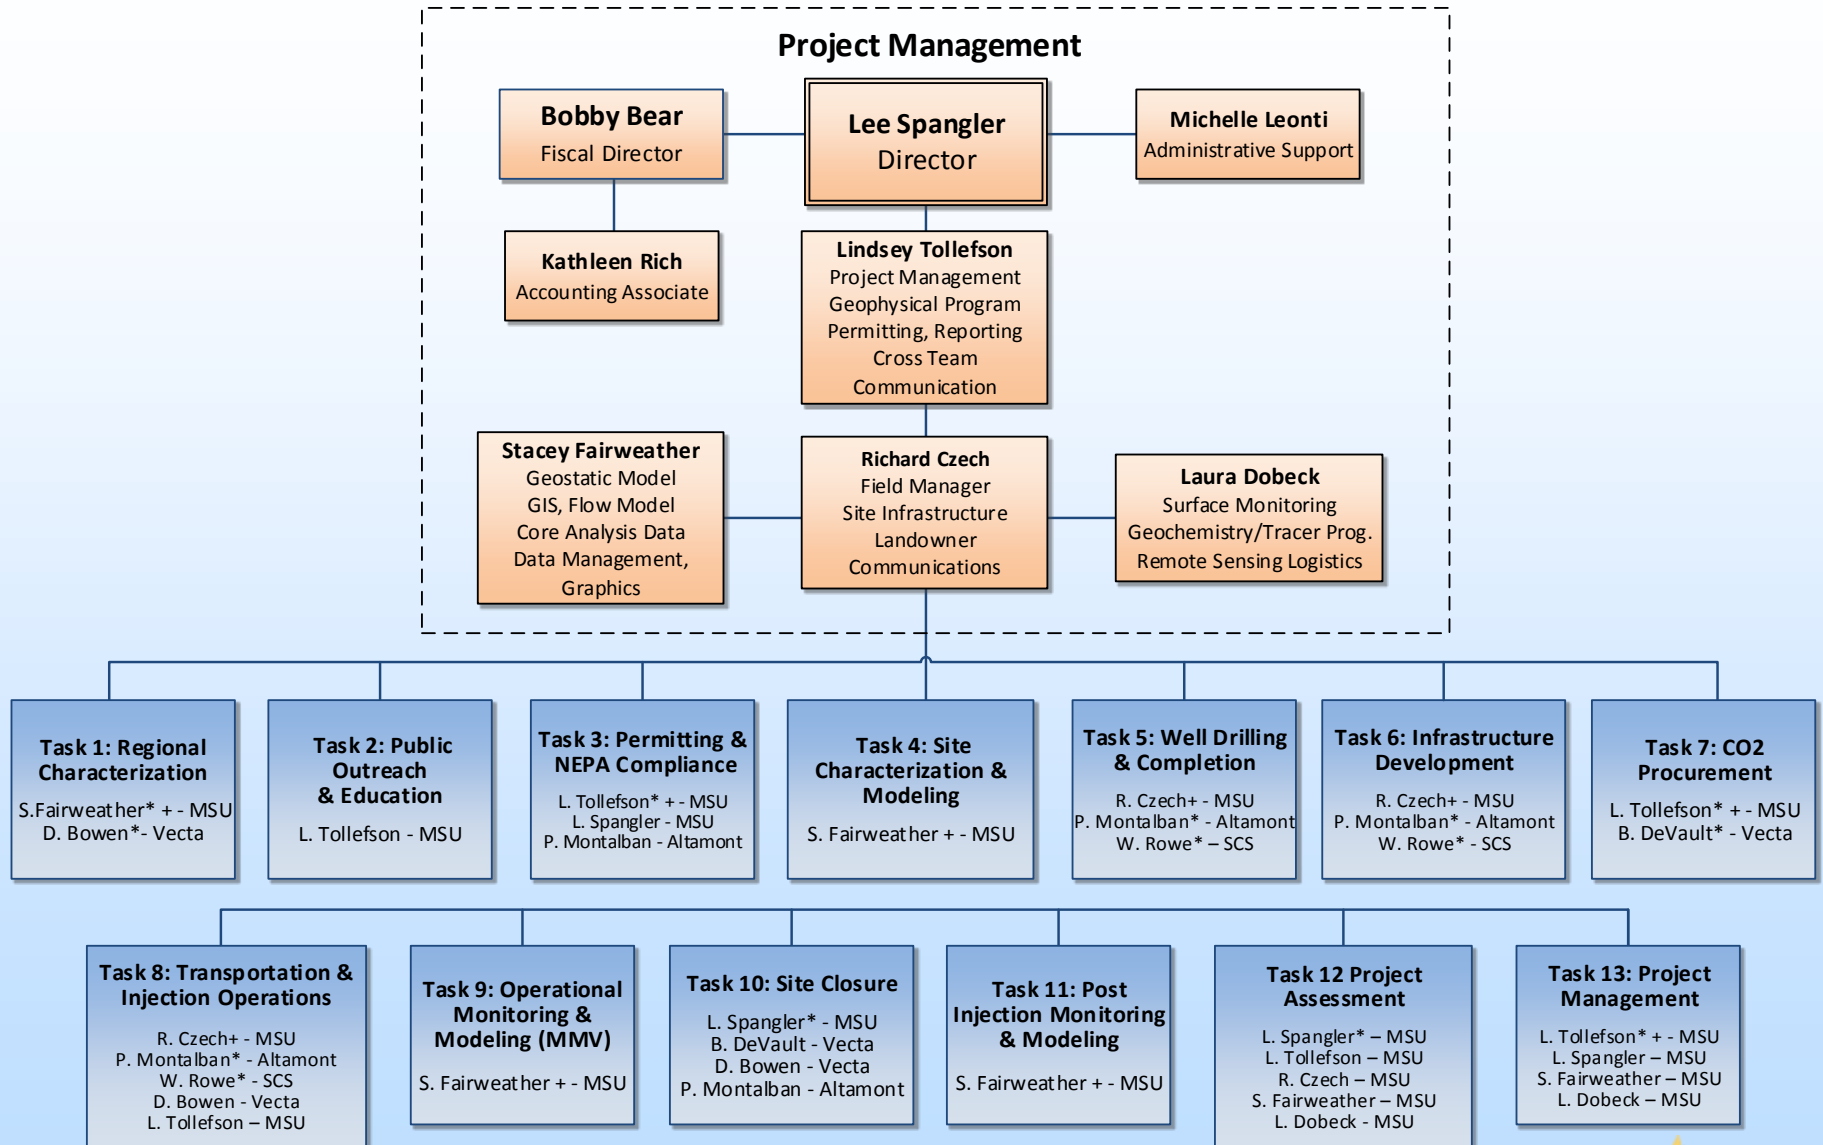 Project Management
Bobby Bear
Fiscal Director
Lee Spangler
Director
Michelle Leonti
Administrative Support
Kathleen Rich
Accounting Associate
Lindsey Tollefson
Project Management
Geophysical Program
Permitting, Reporting
Cross Team
Communication
Stacey Fairweather
Geostatic Model
GIS, Flow Model
Core Analysis Data
Data Management,
Graphics
Richard Czech
Field Manager
Site Infrastructure
Landowner
Communications
Laura Dobeck
Surface Monitoring
Geochemistry/Tracer Prog.
Remote Sensing Logistics
Task 1: Regional
Characterization
S.Fairweather* + - MSU
D. Bowen*- Vecta
Task 2: Public
Outreach
& Education
L. Tollefson - MSU
Task 3: Permitting &
NEPA Compliance
L. Tollefson* + - MSU
L. Spangler - MSU
P. Montalban - Altamont
Task 4: Site
Characterization &
Modeling
S. Fairweather + - MSU
Task 5: Well Drilling
& Completion
R. Czech+ - MSU
P. Montalban* - Altamont
W. Rowe* – SCS
Task 6: Infrastructure
Development
R. Czech+ - MSU
P. Montalban* - Altamont
W. Rowe* - SCS
Task 7: CO2
Procurement
L. Tollefson* + - MSU
B. DeVault* - Vecta
Task 8: Transportation &
Injection Operations
R. Czech+ - MSU
P. Montalban* - Altamont
W. Rowe* - SCS
D. Bowen - Vecta
L. Tollefson – MSU
Task 9: Operational
Monitoring &
Modeling (MMV)
S. Fairweather + - MSU
Task 10: Site Closure
L. Spangler* - MSU
B. DeVault - Vecta
D. Bowen - Vecta
P. Montalban - Altamont
Task 11: Post
Injection Monitoring
& Modeling
S. Fairweather + - MSU
Task 12 Project
Assessment
L. Spangler* – MSU
L. Tollefson – MSU
R. Czech – MSU
S. Fairweather – MSU
L. Dobeck - MSU
Task 13: Project
Management
L. Tollefson* + - MSU
L. Spangler – MSU
S. Fairweather – MSU
L. Dobeck – MSU